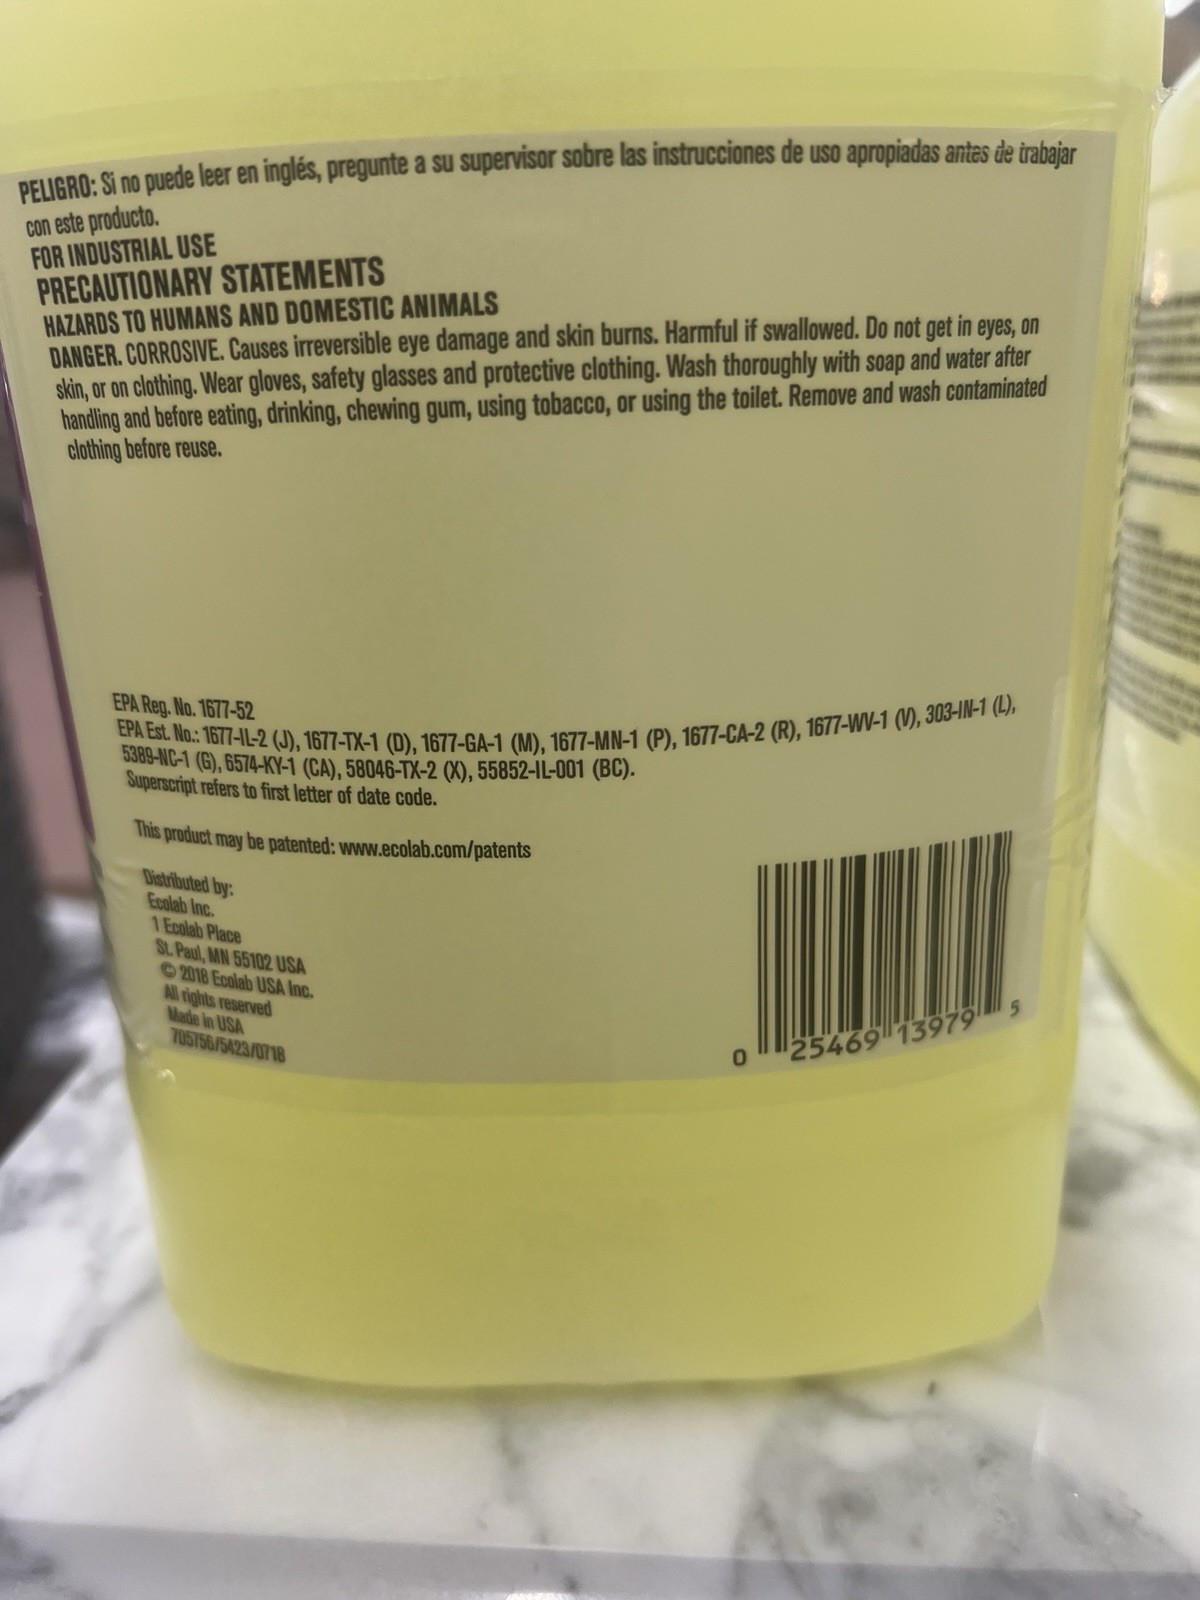 PELIGRO: Si no puede leer en inglés, pregunte a su supervisor sobre las instrucciones de uso apropiadas antes de trabajar
con este producto.
FOR INDUSTRIAL USE
PRECAUTIONARY STATEMENTS
HAZARDS TO HUMANS AND DOMESTIC ANIMALS
DANGER. CORROSIVE. Causes irreversible eye damage and skin burns. Harmful if swallowed. Do not get in eyes, on
skin, or on clothing. Wear gloves, safety glasses and protective clothing. Wash thoroughly with soap and water after
handling and before eating, drinking, chewing gum, using tobacco, or using the toilet. Remove and wash contaminated
clothing before reuse.
EPA Reg. No. 1677-52
EPA Est. No.: 1677-IL-2 (J), 1677-TX-1 (D), 1677-GA-1 (M), 1677-MN-1 (P), 1677-CA-2 (R), 1677-WV-1 (V), 303-IN-1 (L),
5389-NC-1 (G), 6574-KY-1 (CA), 58046-TX-2 (X), 55852-IL-001 (BC).
Superscript refers to first letter of date code.
This product may be patented: www.ecolab.com/patents
Distributed by:
Ecolab Inc.
1 Ecolab Place
St. Paul, MN 55102 USA
© 2018 Ecolab USA Inc.
All rights reserved
Made in USA
705756/5423/0718
0 25469 13979 5